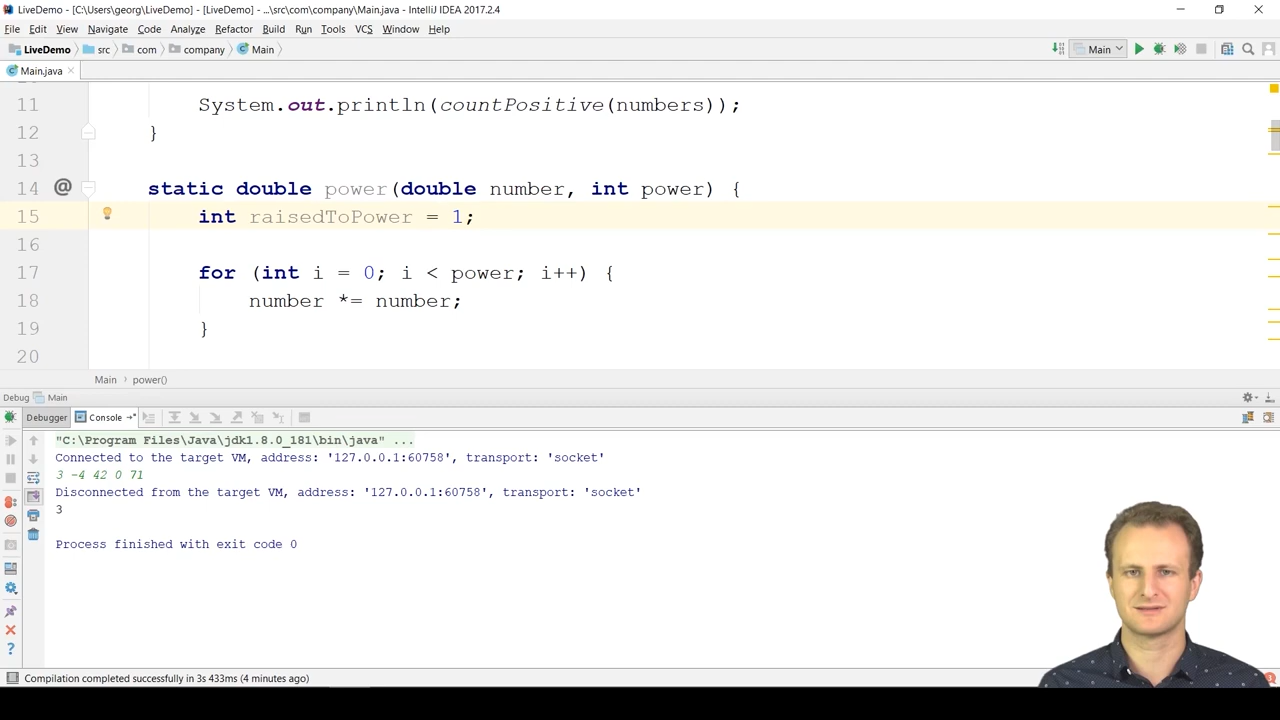 LiveDemo - [C:\Users\georg\LiveDemo] - [LiveDemo] - ...\src\com\company\Main.java - IntelliJ IDEA 2017.2.4
File Edit View Navigate Code Analyze Refactor Build Run Tools VCS Window Help
LiveDemo src com company Main Main
Main.java
11 System.out.println(countPositive(numbers));
12 }
13
14 @ static double power(double number, int power) {
15 int raisedToPower = 1;
16
17 for (int i = 0; i < power; i++) {
18 number *= number;
19 }
20
Main › power()
Debug Main
Debugger Console
"C:\Program Files\Java\jdk1.8.0_181\bin\java" ...
Connected to the target VM, address: '127.0.0.1:60758', transport: 'socket'
3 -4 42 0 71
Disconnected from the target VM, address: '127.0.0.1:60758', transport: 'socket'
3
Process finished with exit code 0
Compilation completed successfully in 3s 433ms (4 minutes ago)